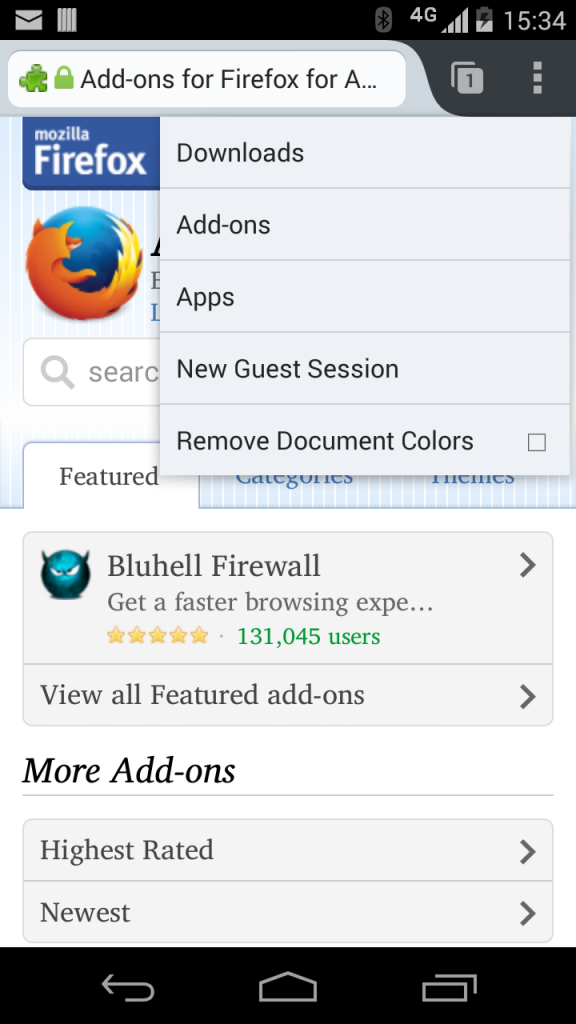 4G 15:34
Add-ons for Firefox for A...
1
mozilla
Firefox
Downloads
Add-ons
Apps
New Guest Session
Remove Document Colors
searc
Featured
Categories
Themes
Bluhell Firewall
Get a faster browsing expe...
· 131,045 users
View all Featured add-ons
More Add-ons
Highest Rated
Newest